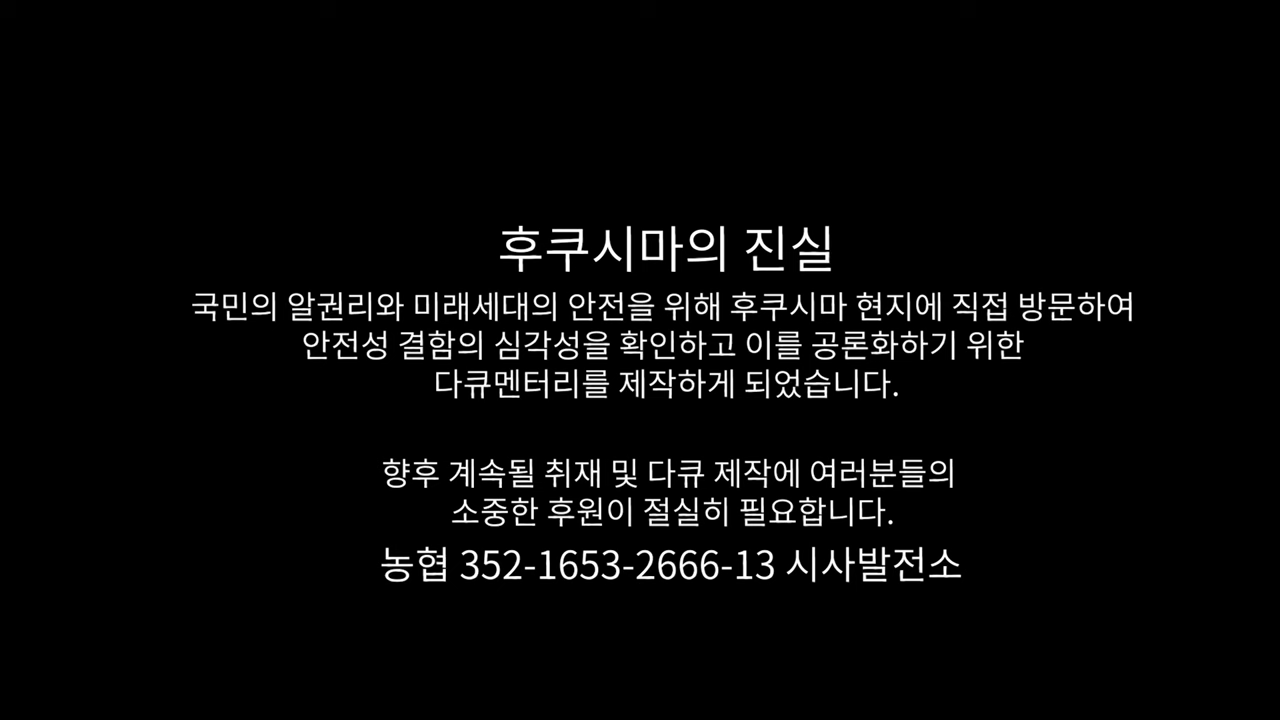 후쿠시마의 진실
국민의 알권리와 미래세대의 안전을 위해 후쿠시마 현지에 직접 방문하여
안전성 결함의 심각성을 확인하고 이를 공론화하기 위한
다큐멘터리를 제작하게 되었습니다.
향후 계속될 취재 및 다큐 제작에 여러분들의
소중한 후원이 절실히 필요합니다.
농협 352-1653-2666-13 시사발전소